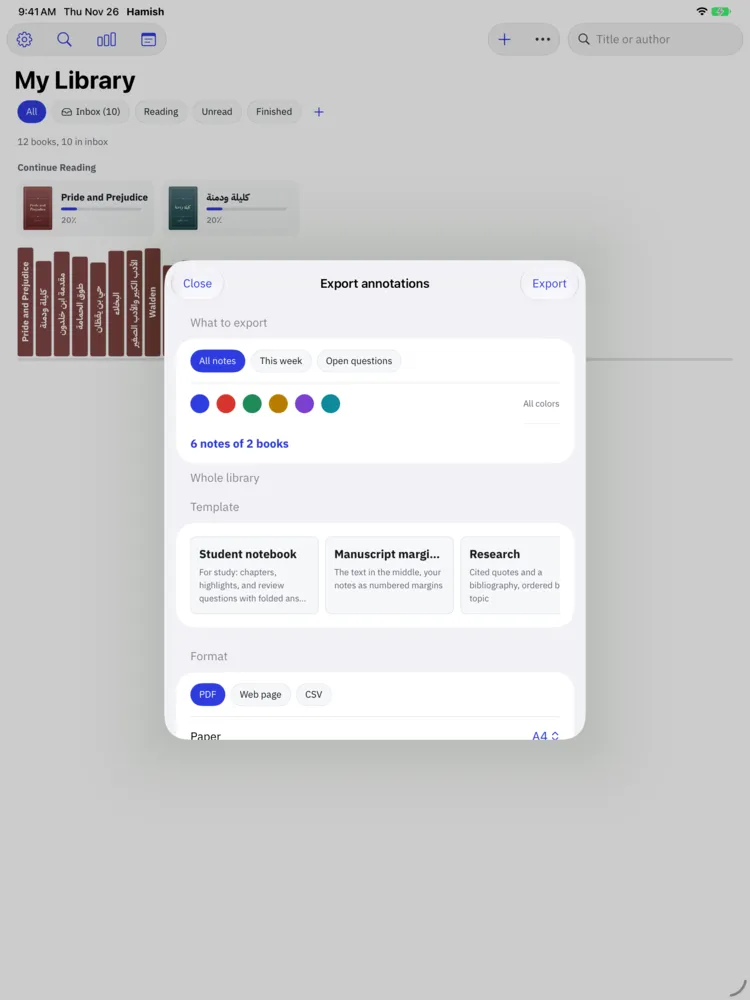 9:41 AM Thu Nov 26 Hamish
Title or author
My Library
All
Inbox (10)
Reading
Unread
Finished
12 books, 10 in inbox
Continue Reading
Pride and Prejudice
20٪
كليلة ودمنة
20٪
Pride and Prejudice
كليلة ودمنة
مقدمة ابن خلدون
طوق الحمامة
حي بن يقظان
البخلاء
الأدب الكبير والأدب الصغير
Walden
Close
Export annotations
Export
What to export
All notes
This week
Open questions
All colors
6 notes of 2 books
Whole library
Template
Student notebook
For study: chapters,
highlights, and review
questions with folded ans...
Manuscript margi...
The text in the middle, your
notes as numbered margins
Research
Cited quotes and a
bibliography, ordered b
topic
Format
PDF
Web page
CSV
Paper
A4